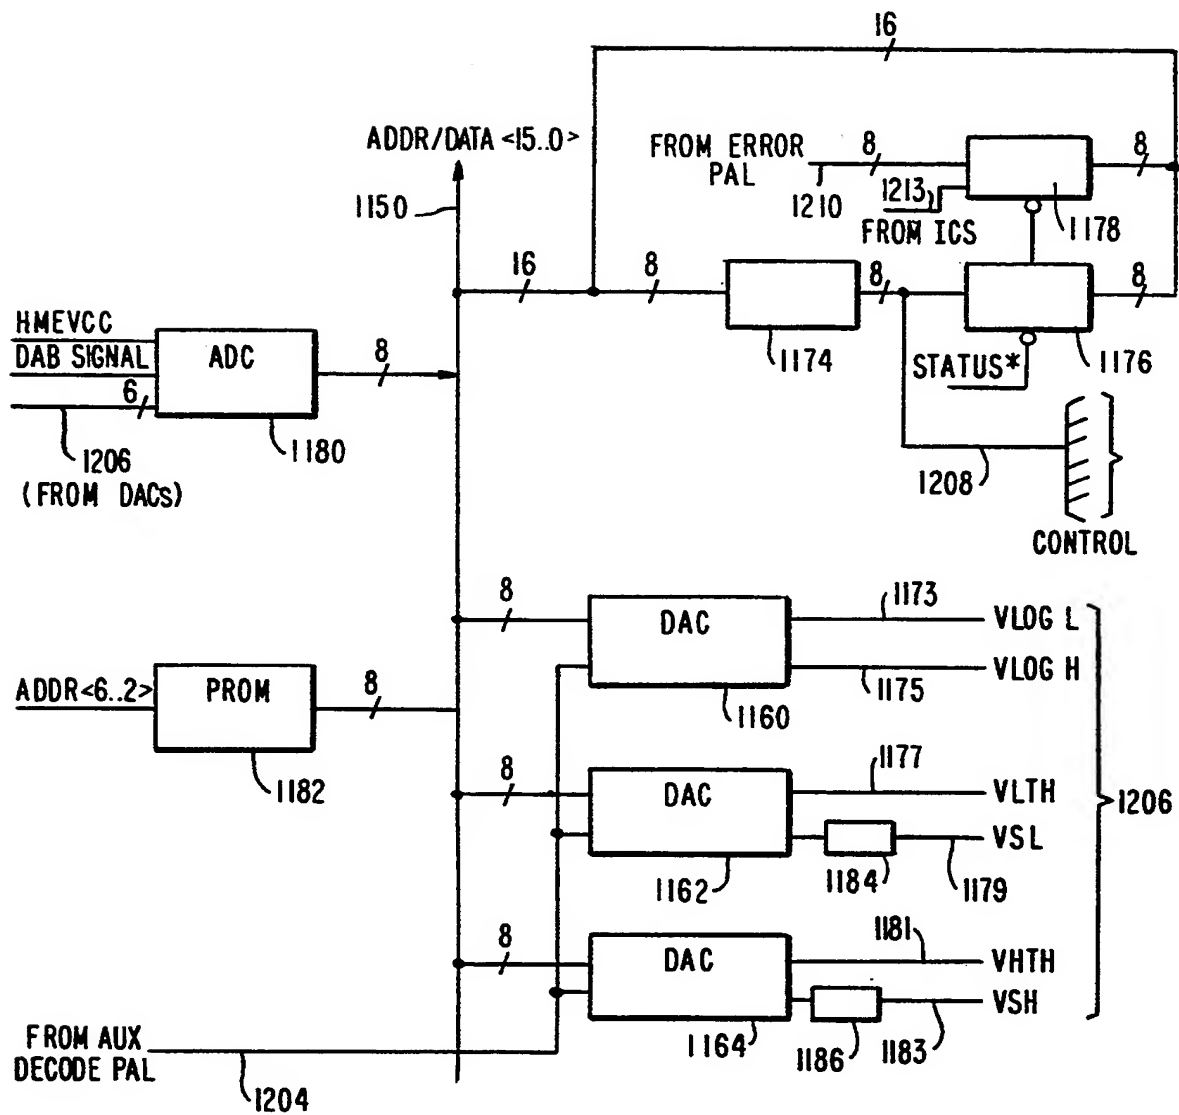 16
ADDR/DATA <15..0>
FROM ERROR
PAL
8
8
1150
1210
1213
FROM ICS
1178
16
8
8
8
1174
STATUS*
1176
HMEVCC
DAB SIGNAL
6
ADC
8
1180
1206
(FROM DACs)
1208
CONTROL
8
DAC
1173
VLOG L
VLOG H
1175
1160
ADDR<6..2>
PROM
8
1182
8
DAC
1177
VLTH
VSL
1162
1184
1179
1206
8
DAC
1181
VHTH
VSH
1164
1186
1183
FROM AUX
DECODE PAL
1204